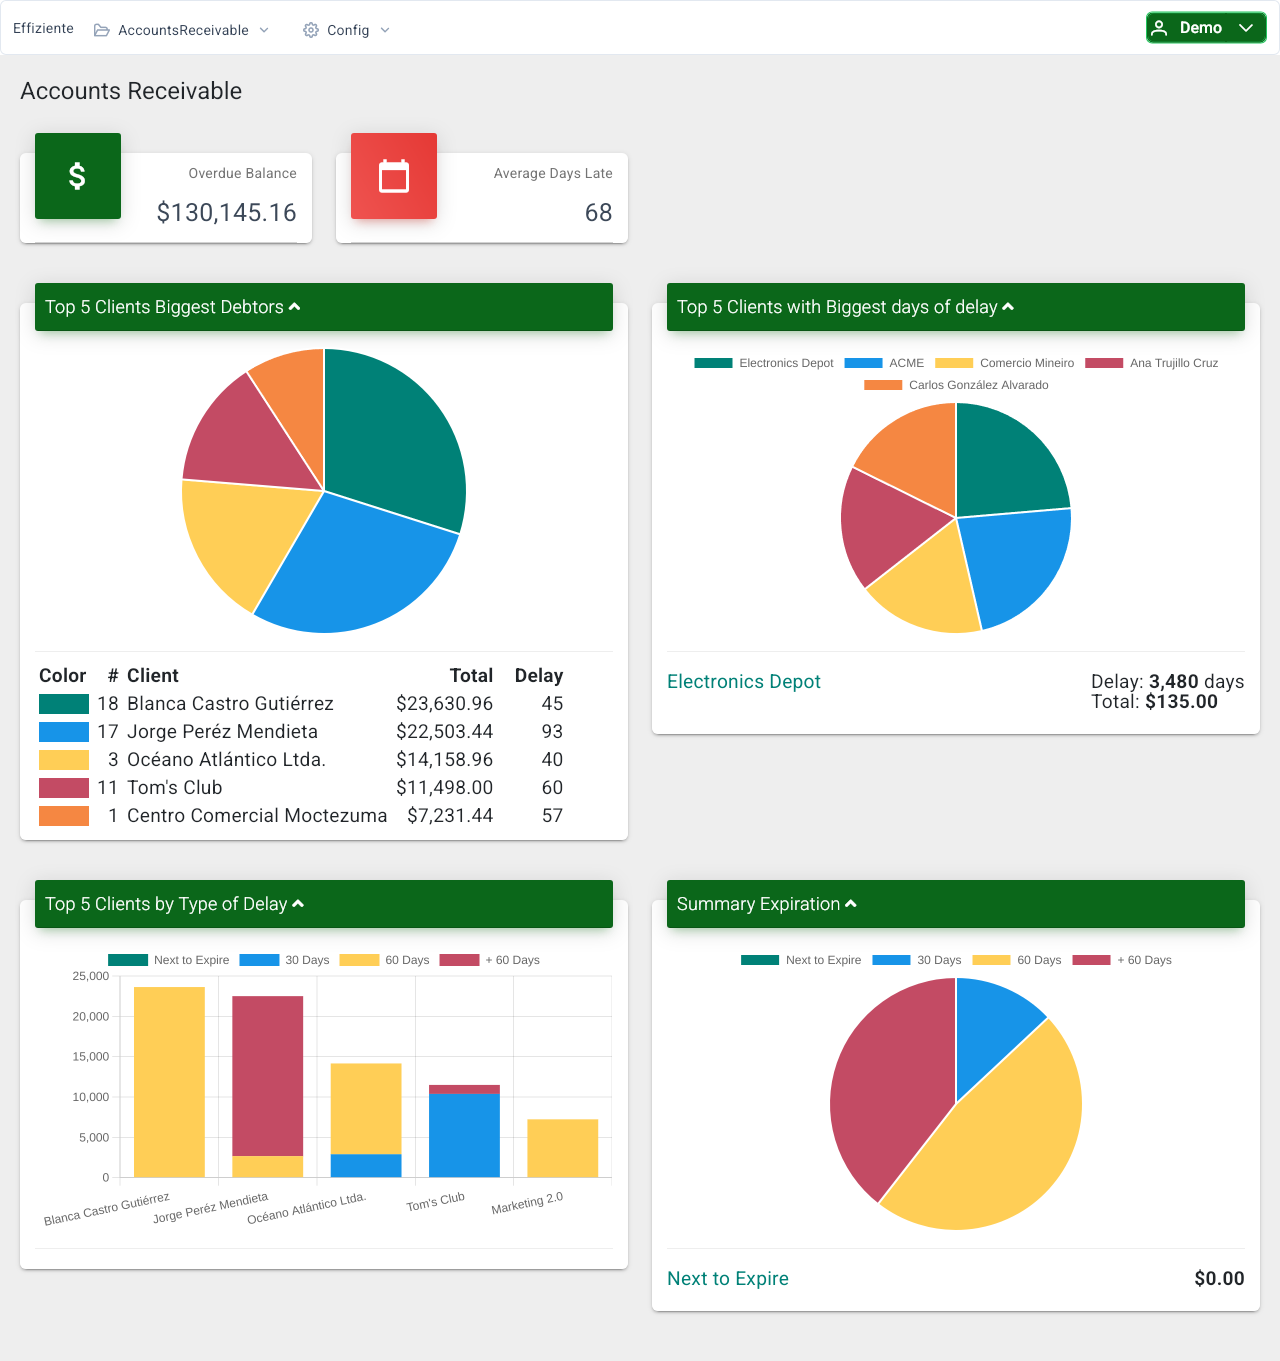 Effiziente AccountsReceivable Config Demo
Accounts Receivable
$ Overdue Balance
$130,145.16
Average Days Late
68
Top 5 Clients Biggest Debtors
Color # Client Total Delay
18 Blanca Castro Gutiérrez $23,630.96 45
17 Jorge Peréz Mendieta $22,503.44 93
3 Océano Atlántico Ltda. $14,158.96 40
11 Tom's Club $11,498.00 60
1 Centro Comercial Moctezuma $7,231.44 57
Top 5 Clients with Biggest days of delay
Electronics Depot ACME Comercio Mineiro Ana Trujillo Cruz
Carlos González Alvarado
Electronics Depot Delay: 3,480 days
Total: $135.00
Top 5 Clients by Type of Delay
Next to Expire 30 Days 60 Days + 60 Days
25,000
20,000
15,000
10,000
5,000
0
Blanca Castro Gutiérrez Jorge Peréz Mendieta Océano Atlántico Ltda. Tom's Club Marketing 2.0
Summary Expiration
Next to Expire 30 Days 60 Days + 60 Days
Next to Expire $0.00